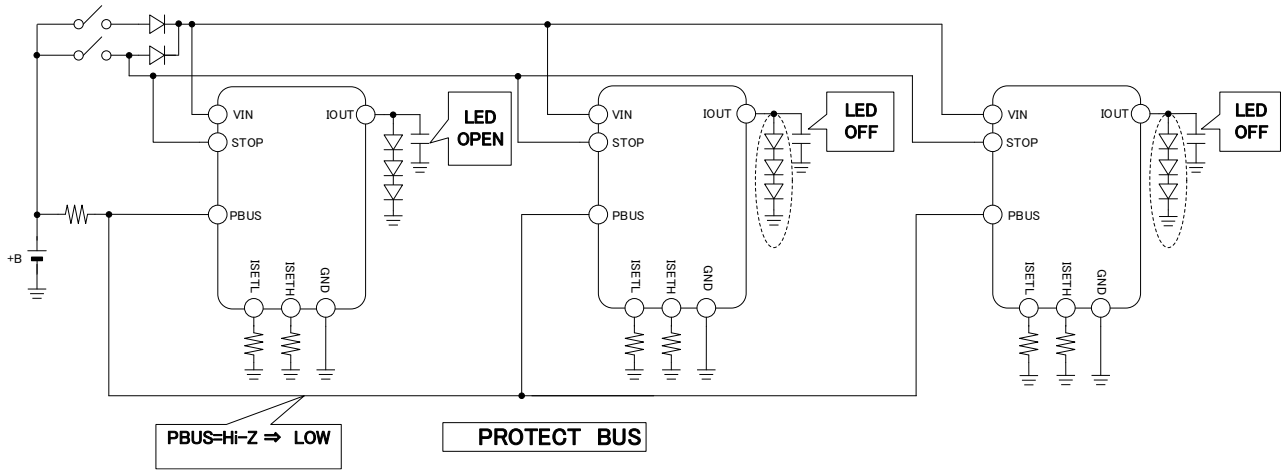 VIN
STOP
PBUS
IOUT
ISETL
ISETH
GND
LED
OPEN
VIN
STOP
PBUS
IOUT
ISETL
ISETH
GND
LED
OFF
VIN
STOP
PBUS
IOUT
ISETL
ISETH
GND
LED
OFF
+B
PBUS=Hi-Z ⇒ LOW
PROTECT BUS